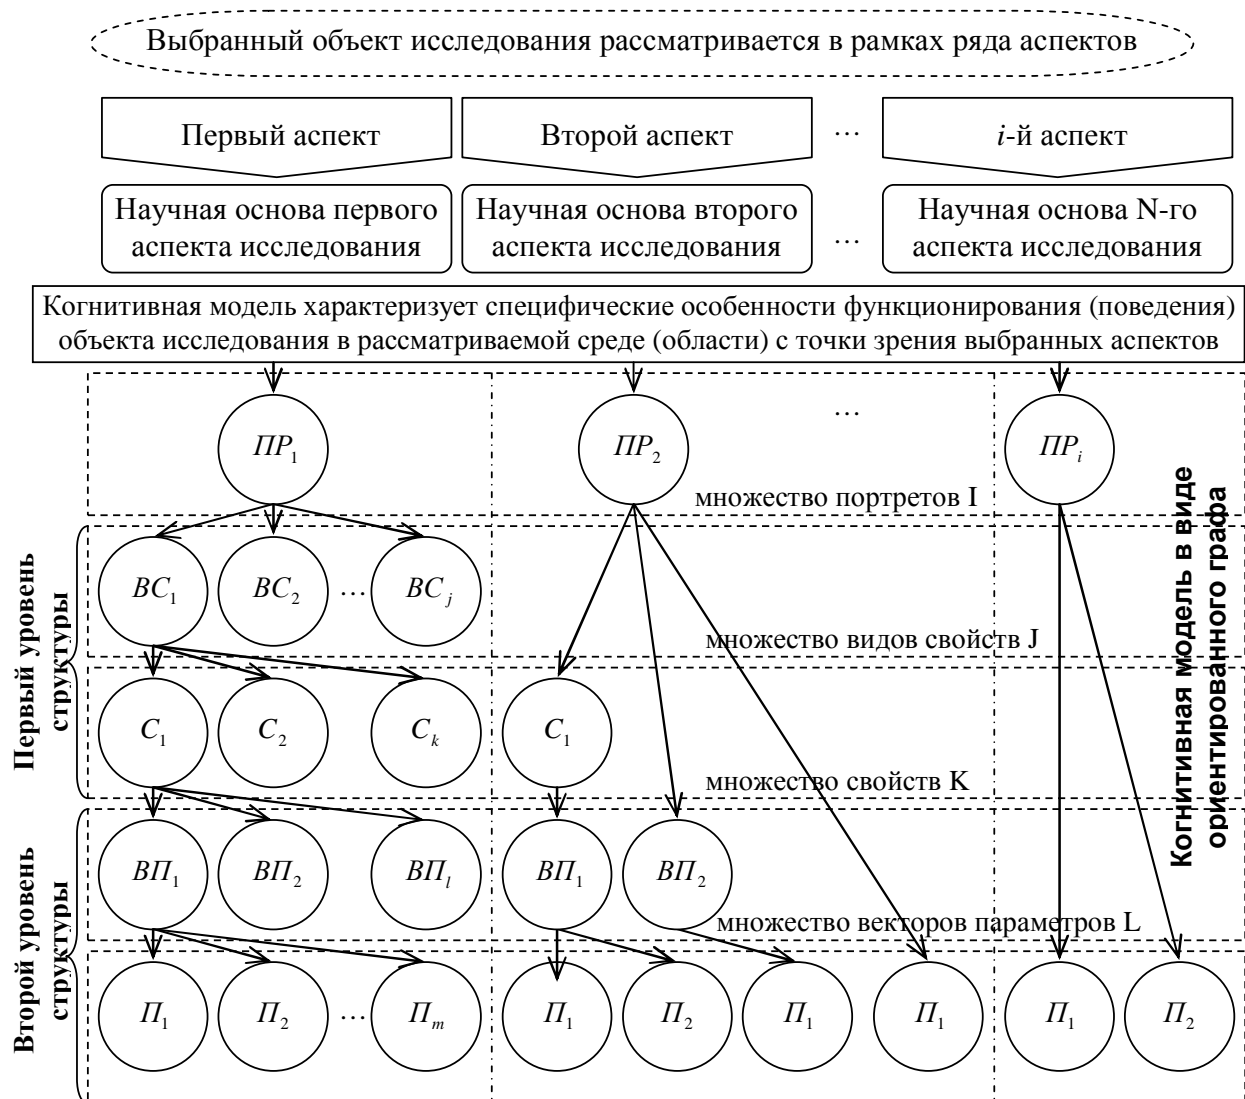 Выбранный объект исследования рассматривается в рамках ряда аспектов
Первый аспект
Второй аспект
...
i-й аспект
Научная основа первого
аспекта исследования
Научная основа второго
аспекта исследования
...
Научная основа N-го
аспекта исследования
Когнитивная модель характеризует специфические особенности функционирования (поведения)
объекта исследования в рассматриваемой среде (области) с точки зрения выбранных аспектов
ПР₁
ПР₂
...
ПРᵢ
множество портретов I
Первый уровень
структуры
ВС₁
ВС₂
...
ВСⱼ
множество видов свойств J
С₁
С₂
Сₖ
С₁
множество свойств K
Второй уровень
структуры
ВП₁
ВП₂
ВПₗ
ВП₁
ВП₂
множество векторов параметров L
П₁
П₂
...
Пₘ
П₁
П₂
П₁
П₁
П₁
П₂
Когнитивная модель в виде
ориентированного графа